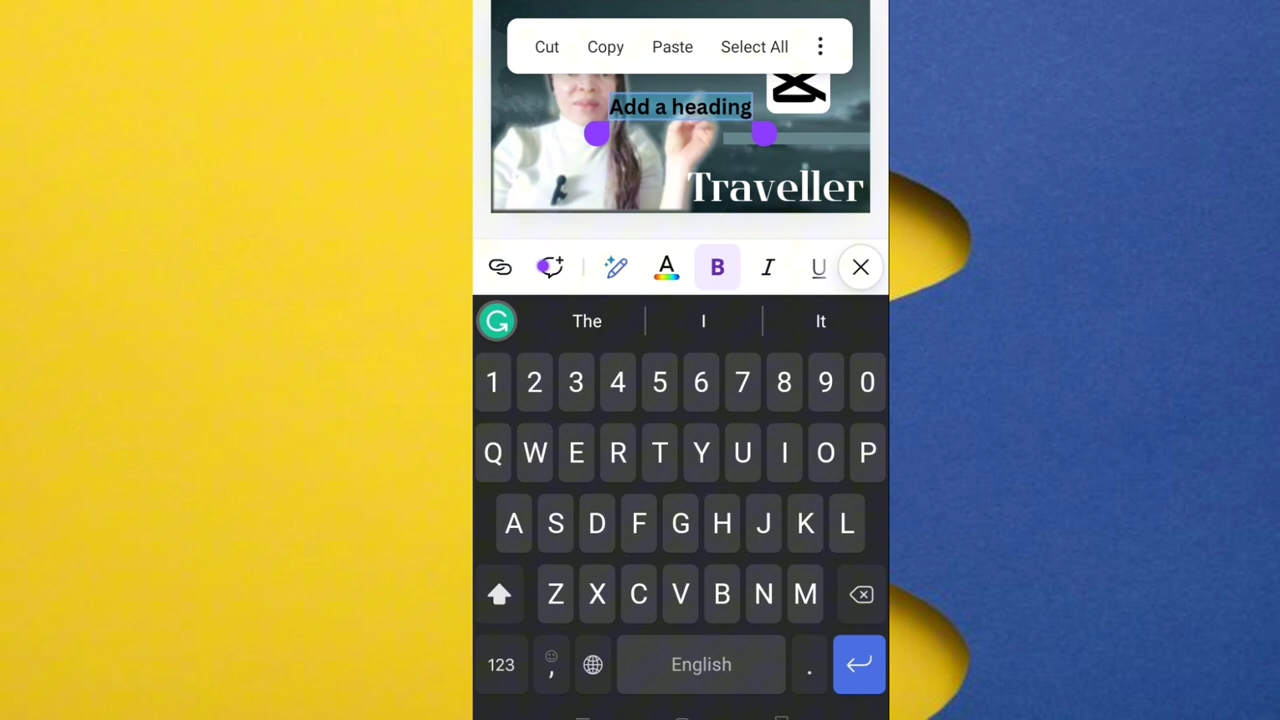 Cut Copy Paste Select All
Add a heading
Traveller
A B I U
The I It
1 2 3 4 5 6 7 8 9 0
Q W E R T Y U I O P
A S D F G H J K L
Z X C V B N M
123 , English .